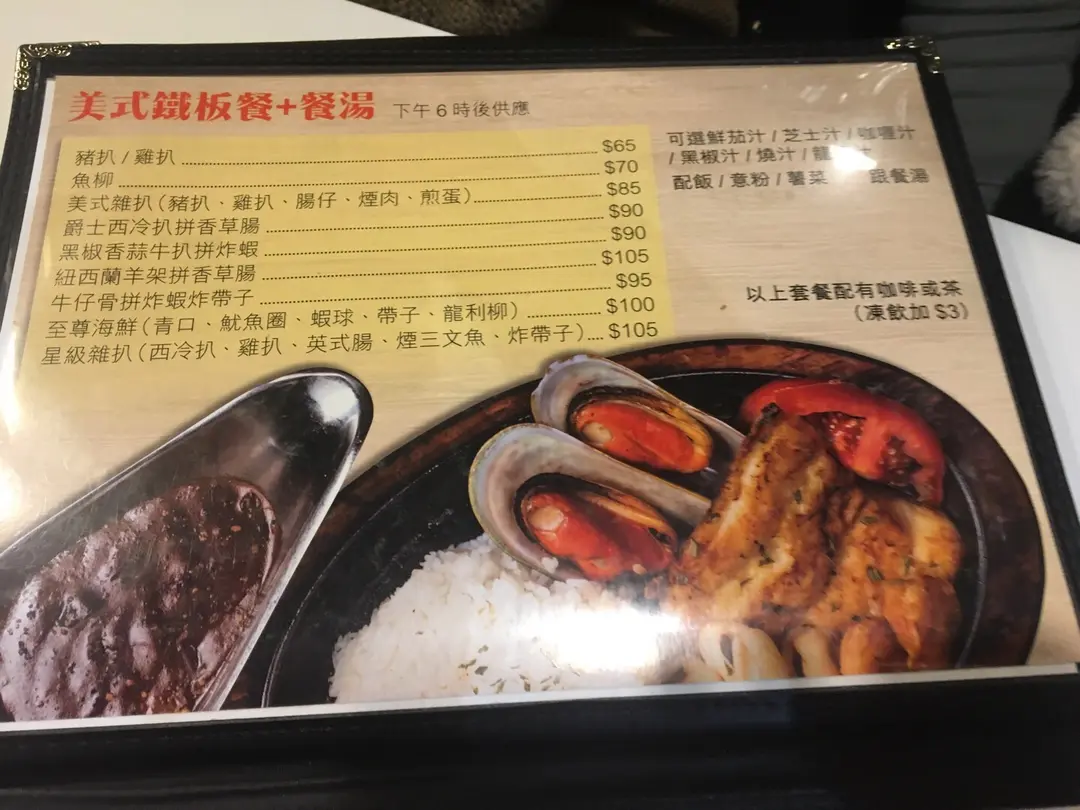 美式鐵板餐+餐湯 下午6時後供應
豬扒 / 雞扒 $65
魚柳 $70
美式雜扒(豬扒、雞扒、腸仔、煙肉、煎蛋) $85
爵士西冷扒拼香草腸 $90
黑椒香蒜牛扒拼炸蝦 $90
紐西蘭羊架拼香草腸 $105
牛仔骨拼炸蝦炸帶子 $95
至尊海鮮(青口、魷魚圈、蝦球、帶子、龍利柳) $100
星級雜扒(西冷扒、雞扒、英式腸、煙三文魚、炸帶子) $105
可選鮮茄汁 / 芝士汁 / 咖喱汁
/ 黑椒汁 / 燒汁 / 龍 汁
配飯 / 意粉 / 薯菜 跟餐湯
以上套餐配有咖啡或茶
(凍飲加 $3)